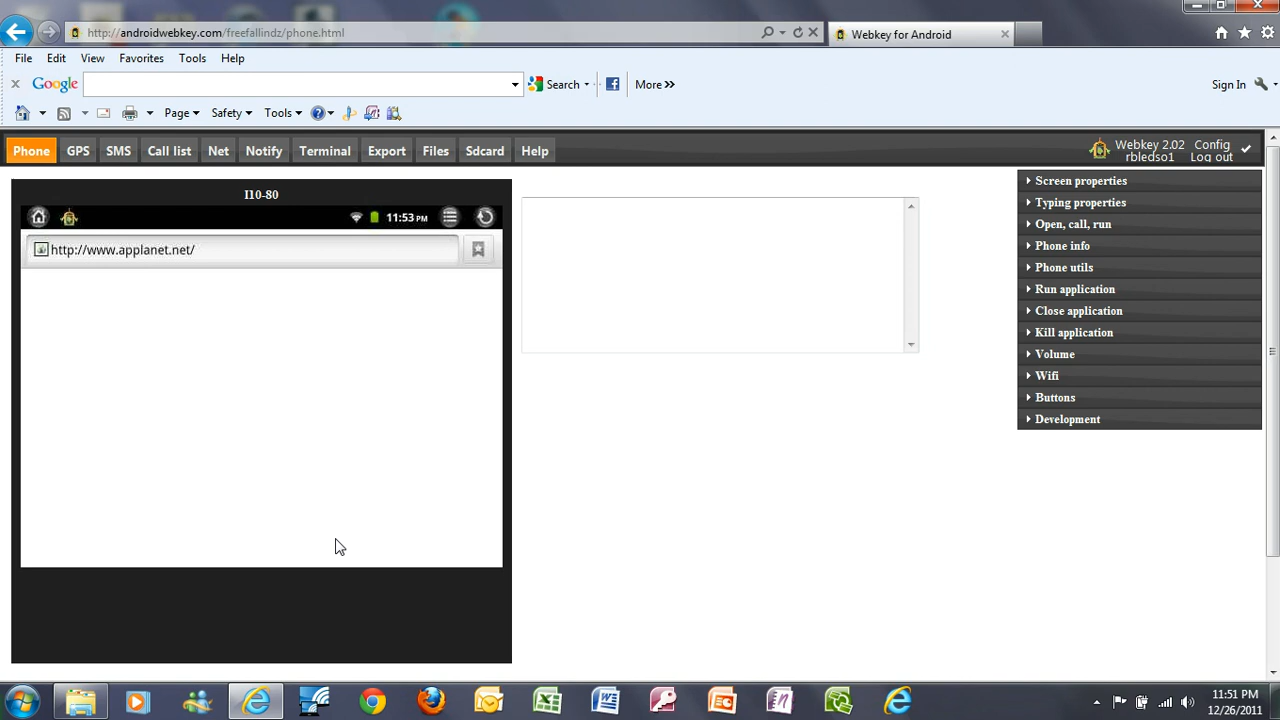 http://androidwebkey.com/freefallindz/phone.html
Webkey for Android
File Edit View Favorites Tools Help
Google Search More »
Sign In
Page Safety Tools
Phone GPS SMS Call list Net Notify Terminal Export Files Sdcard Help
Webkey 2.02 Config
rbledso1 Log out
I10-80
11:53 PM
http://www.applanet.net/
Screen properties
Typing properties
Open, call, run
Phone info
Phone utils
Run application
Close application
Kill application
Volume
Wifi
Buttons
Development
11:51 PM
12/26/2011